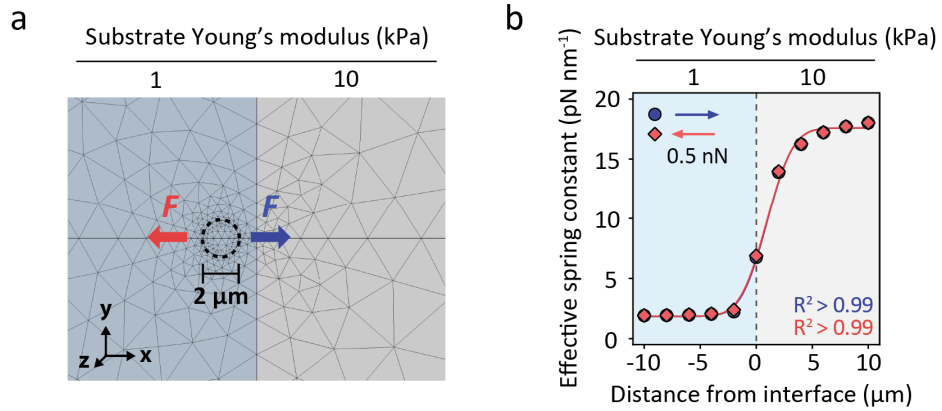 a
Substrate Young's modulus (kPa)
1 10
F F
2 μm
y
z x
b
Substrate Young's modulus (kPa)
1 10
Effective spring constant (pN nm⁻¹)
20
15
10
5
0
0.5 nN
R² > 0.99
R² > 0.99
-10 -5 0 5 10
Distance from interface (μm)